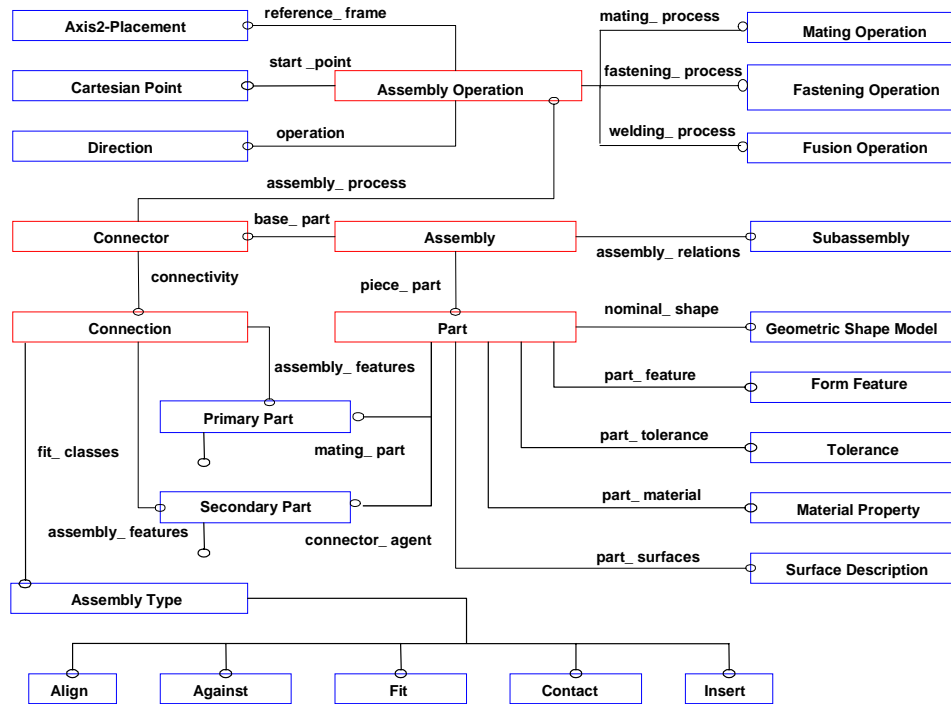 reference_ frame
mating_ process
Axis2-Placement
Mating Operation
start _point
fastening_ process
Cartesian Point
Assembly Operation
Fastening Operation
operation
welding_ process
Direction
Fusion Operation
assembly_ process
base_ part
Connector
Assembly
Subassembly
assembly_ relations
connectivity
piece_ part
nominal_ shape
Connection
Part
Geometric Shape Model
assembly_ features
part_ feature
Form Feature
Primary Part
part_ tolerance
fit_ classes
mating_ part
Tolerance
part_ material
Secondary Part
Material Property
assembly_ features
connector_ agent
part_ surfaces
Surface Description
Assembly Type
Align
Against
Fit
Contact
Insert